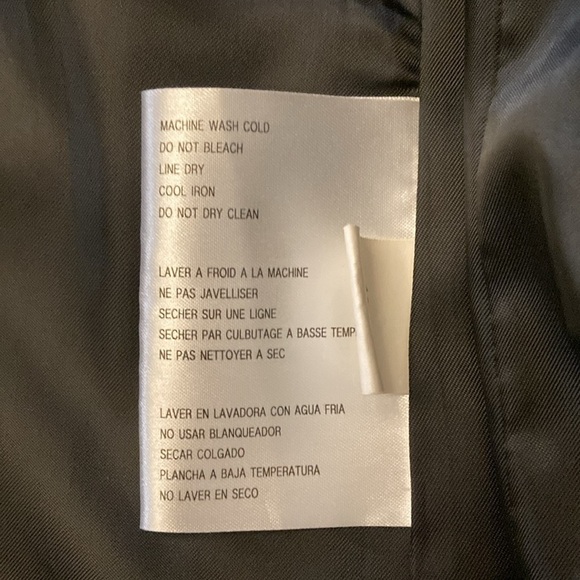 MACHINE WASH COLD
DO NOT BLEACH
LINE DRY
COOL IRON
DO NOT DRY CLEAN
LAVER A FROID A LA MACHINE
NE PAS JAVELLISER
SECHER SUR UNE LIGNE
SECHER PAR CULBUTAGE A BASSE TEMP
NE PAS NETTOYER A SEC
LAVER EN LAVADORA CON AGUA FRIA
NO USAR BLANQUEADOR
SECAR COLGADO
PLANCHA A BAJA TEMPERATURA
NO LAVER EN SECO